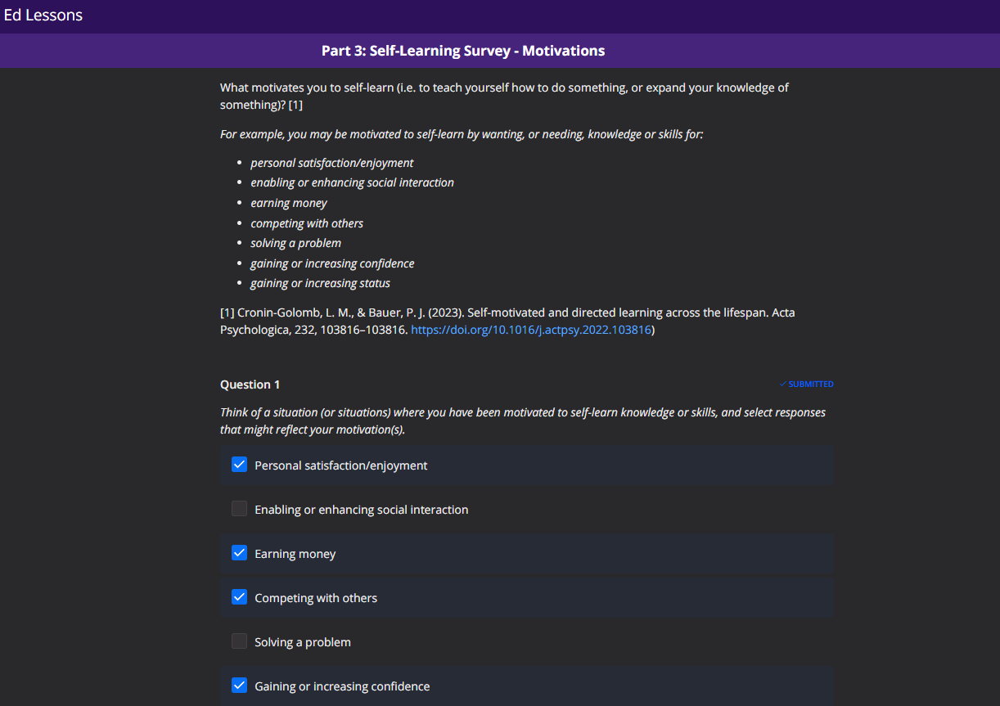 Ed Lessons
Part 3: Self-Learning Survey - Motivations
What motivates you to self-learn (i.e. to teach yourself how to do something, or expand your knowledge of
something)? [1]
For example, you may be motivated to self-learn by wanting, or needing, knowledge or skills for:
• personal satisfaction/enjoyment
• enabling or enhancing social interaction
• earning money
• competing with others
• solving a problem
• gaining or increasing confidence
• gaining or increasing status
[1] Cronin-Golomb, L. M., & Bauer, P. J. (2023). Self-motivated and directed learning across the lifespan. Acta
Psychologica, 232, 103816–103816. https://doi.org/10.1016/j.actpsy.2022.103816)
Question 1
SUBMITTED
Think of a situation (or situations) where you have been motivated to self-learn knowledge or skills, and select responses
that might reflect your motivation(s).
Personal satisfaction/enjoyment
Enabling or enhancing social interaction
Earning money
Competing with others
Solving a problem
Gaining or increasing confidence